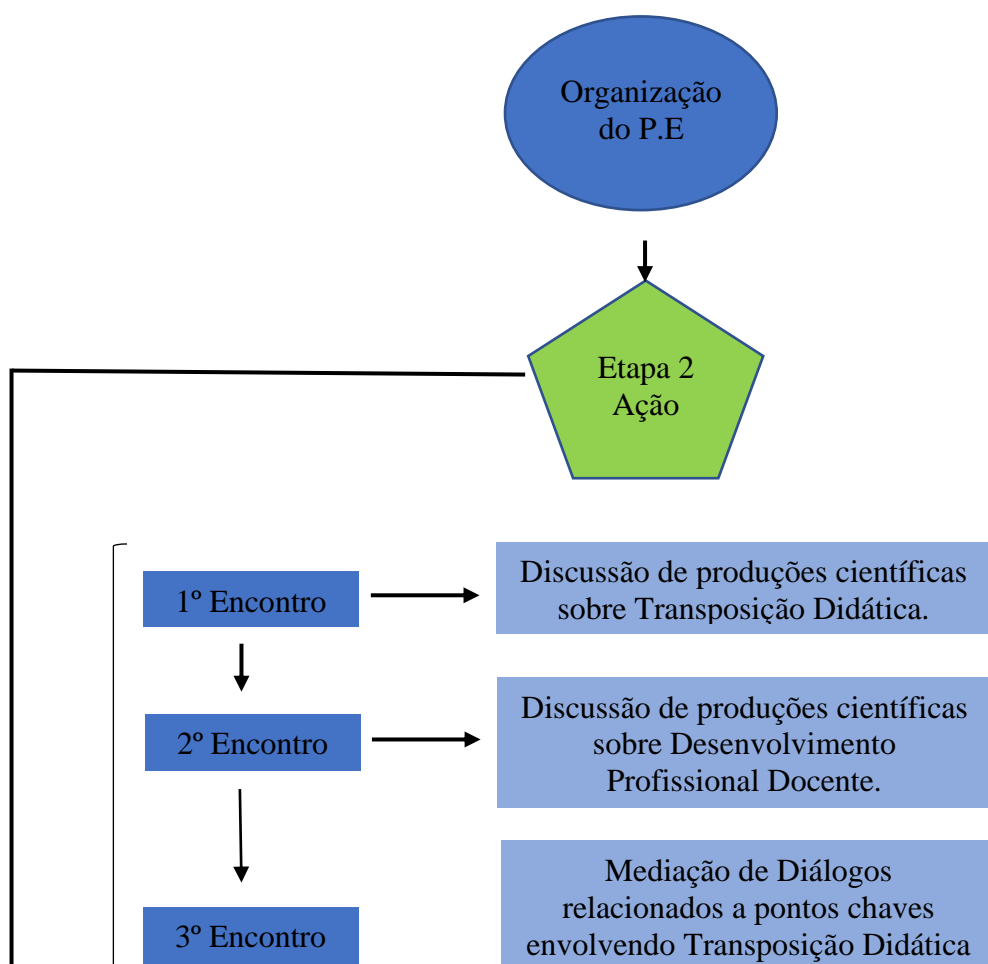 Organização
do P.E
Etapa 2
Ação
1º Encontro
Discussão de produções científicas
sobre Transposição Didática.
2º Encontro
Discussão de produções científicas
sobre Desenvolvimento
Profissional Docente.
3º Encontro
Mediação de Diálogos
relacionados a pontos chaves
envolvendo Transposição Didática